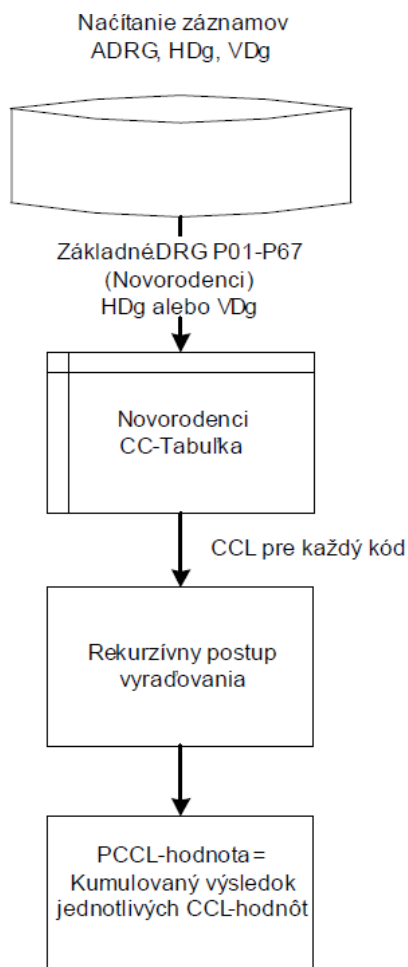 Načítanie záznamov
ADRG, HDg, VDg
Základné DRG P01-P67
(Novorodenci)
HDg alebo VDg
Novorodenci
CC-Tabuľka
CCL pre každý kód
Rekurzívny postup
vyraďovania
PCCL-hodnota =
Kumulovaný výsledok
jednotlivých CCL-hodnôt